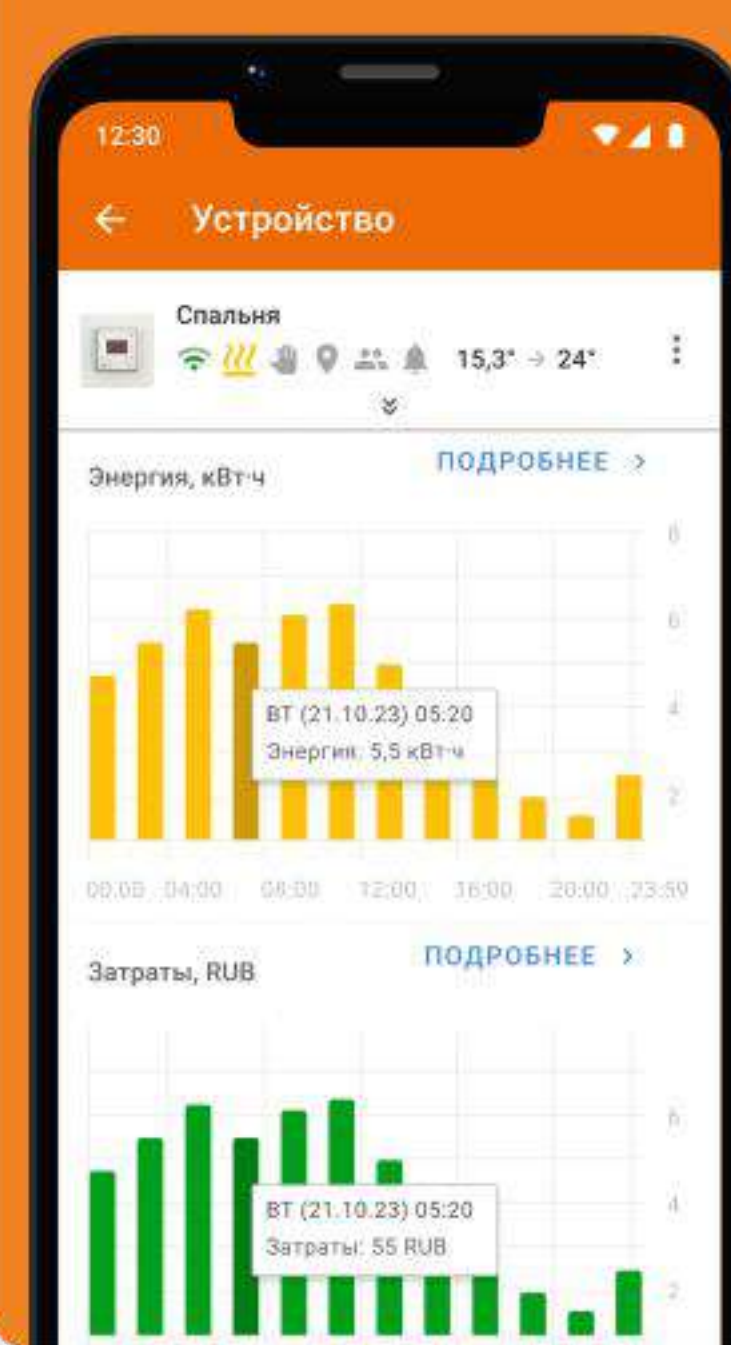 12:30
Устройство
Спальня
15,3° → 24°
Энергия, кВт·ч
ПОДРОБНЕЕ >
8
6
ВТ (21.10.23) 05:20
4
Энергия: 5,5 кВт·ч
2
00:00 04:00 08:00 12:00 16:00 20:00 23:59
Затраты, RUB
ПОДРОБНЕЕ >
6
ВТ (21.10.23) 05:20
4
Затраты: 55 RUB
2